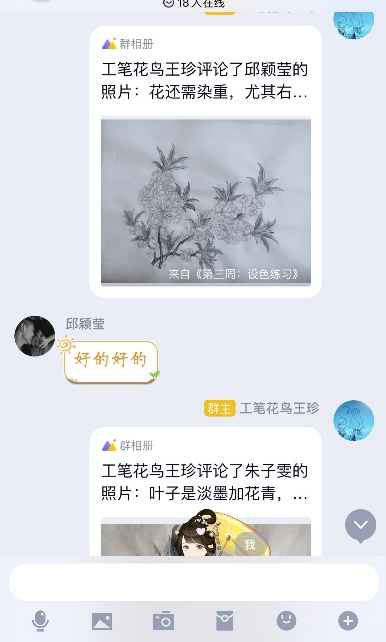 18人在线
群相册
工笔花鸟王珍评论了邱颖莹的
照片：花还需染重，尤其右...
来自《第三周：设色练习》
邱颖莹
好的好的
群主 工笔花鸟王珍
群相册
工笔花鸟王珍评论了朱子雯的
照片：叶子是淡墨加花青，...
我